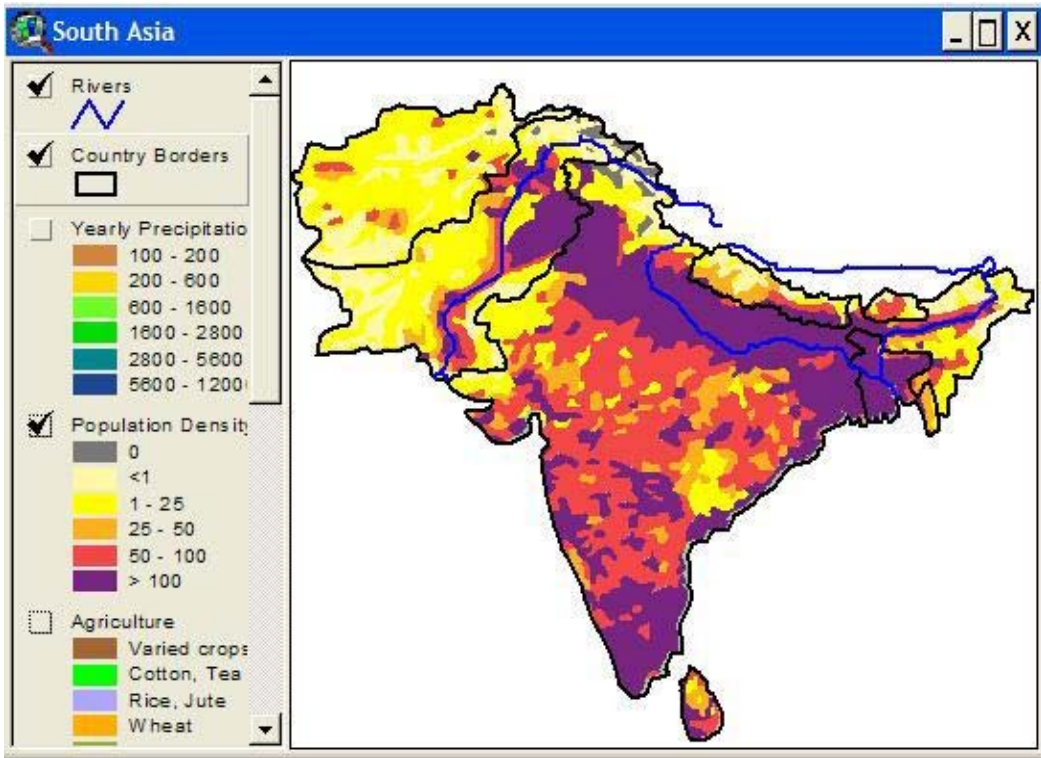 South Asia
Rivers
Country Borders
Yearly Precipitatio
100 - 200
200 - 600
600 - 1600
1600 - 2800
2800 - 5600
5600 - 1200
Population Density
0
<1
1 - 25
25 - 50
50 - 100
> 100
Agriculture
Varied crops
Cotton, Tea
Rice, Jute
Wheat